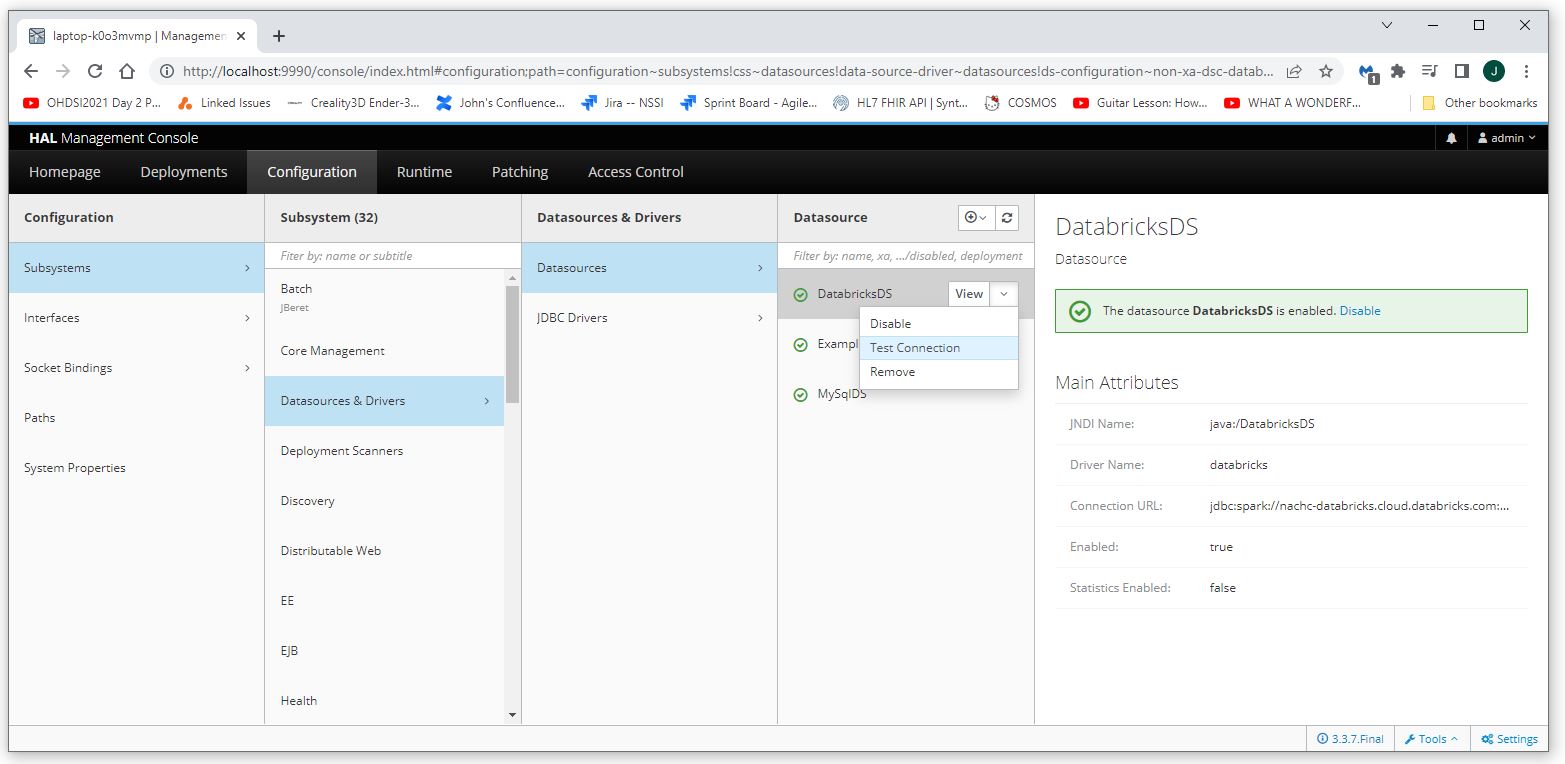 laptop-k0o3mvmp | Managemen
http://localhost:9990/console/index.html#configuration;path=configuration~subsystems!css~datasources!data-source-driver~datasources!ds-configuration~non-xa-dsc-datab...
1
J
OHDSI2021 Day 2 P...
Linked Issues
Creality3D Ender-3...
John's Confluence...
Jira -- NSSI
Sprint Board - Agile...
HL7 FHIR API | Synt...
COSMOS
Guitar Lesson: How...
WHAT A WONDERF...
Other bookmarks
HAL Management Console
admin
Homepage
Deployments
Configuration
Runtime
Patching
Access Control
Configuration
Subsystems
Interfaces
Socket Bindings
Paths
System Properties
Subsystem (32)
Filter by: name or subtitle
Batch
JBeret
Core Management
Datasources & Drivers
Deployment Scanners
Discovery
Distributable Web
EE
EJB
Health
Datasources & Drivers
Datasources
JDBC Drivers
Datasource
Filter by: name, xa, .../disabled, deployment
DatabricksDS
View
Disable
Test Connection
Remove
Exampl
MySqlDS
DatabricksDS
Datasource
The datasource DatabricksDS is enabled. Disable
Main Attributes
JNDI Name: java:/DatabricksDS
Driver Name: databricks
Connection URL: jdbc:spark://nachc-databricks.cloud.databricks.com:...
Enabled: true
Statistics Enabled: false
3.3.7.Final
Tools
Settings